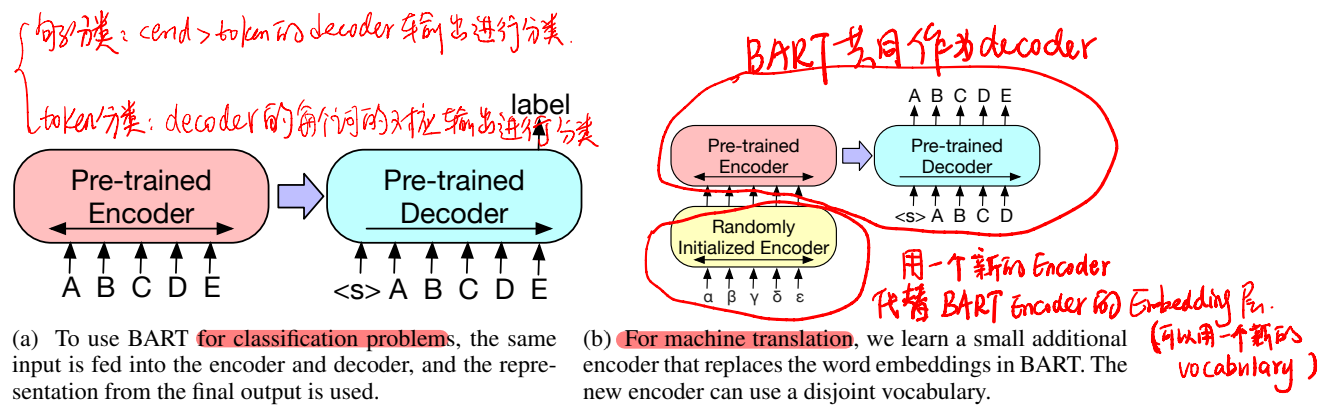 句子分类：<end> token的decoder输出进行分类.
token分类：decoder的每个词的对应输出进行分类
label
Pre-trained
Encoder
Pre-trained
Decoder
A B C D E
<s> A B C D E
(a) To use BART for classification problems, the same
input is fed into the encoder and decoder, and the repre-
sentation from the final output is used.
BART共同作为decoder
A B C D E
Pre-trained
Encoder
Pre-trained
Decoder
<s> A B C D
Randomly
Initialized Encoder
α β γ δ ε
用一个新的Encoder
代替 BART Encoder的 Embedding层.
(可以用一个新的
vocabulary)
(b) For machine translation, we learn a small additional
encoder that replaces the word embeddings in BART. The
new encoder can use a disjoint vocabulary.